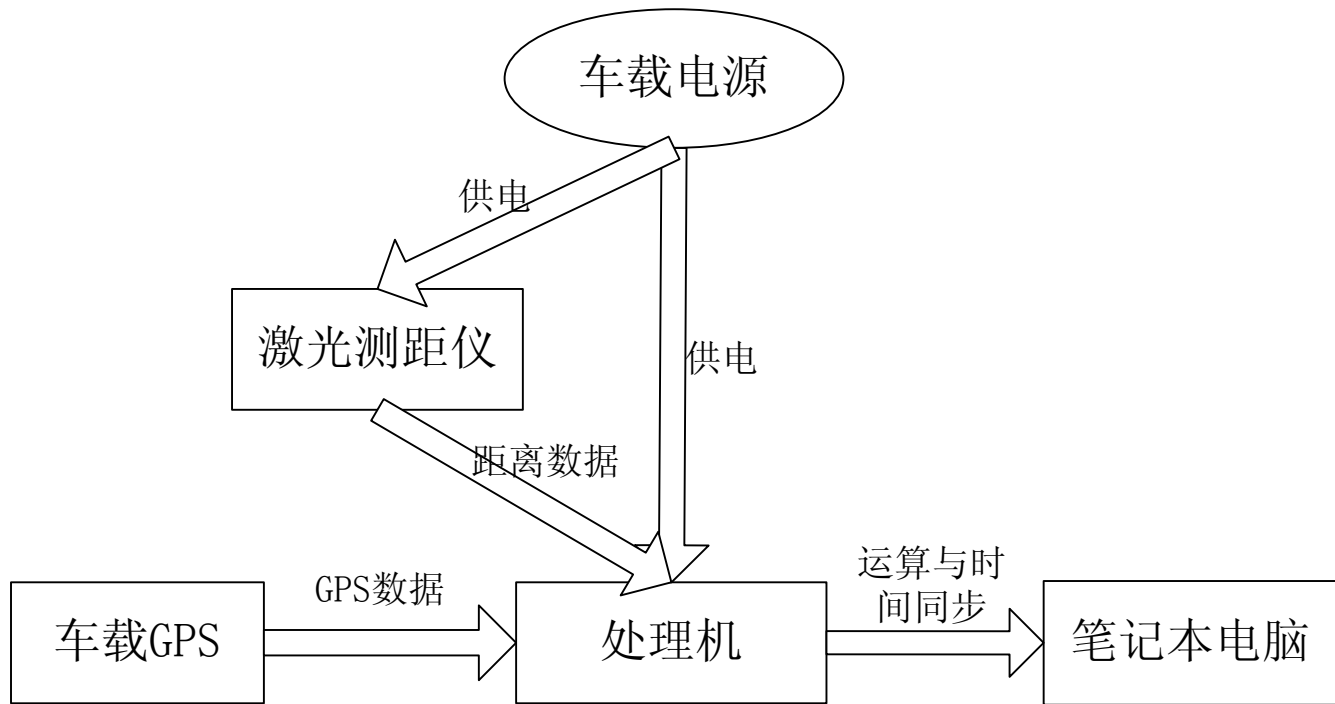 车载电源
供电
激光测距仪
供电
距离数据
GPS数据
运算与时
间同步
车载GPS
处理机
笔记本电脑